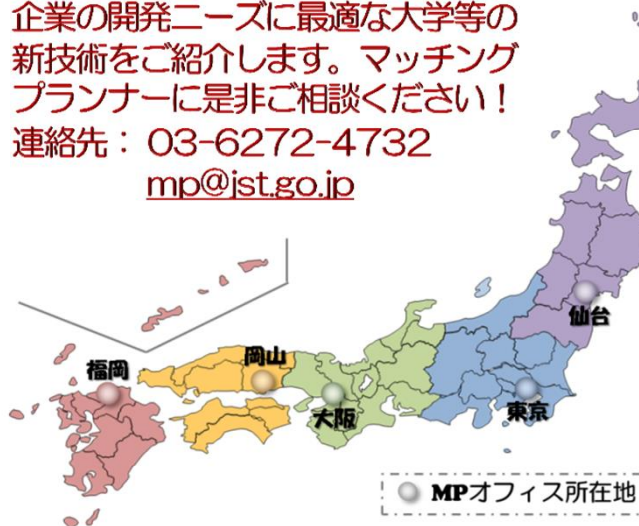 企業の開発ニーズに最適な大学等の
新技術をご紹介します。マッチング
プランナーに是非ご相談ください！
連絡先： 03-6272-4732
mp@jst.go.jp
仙台
岡山
福岡
大阪
東京
MPオフィス所在地